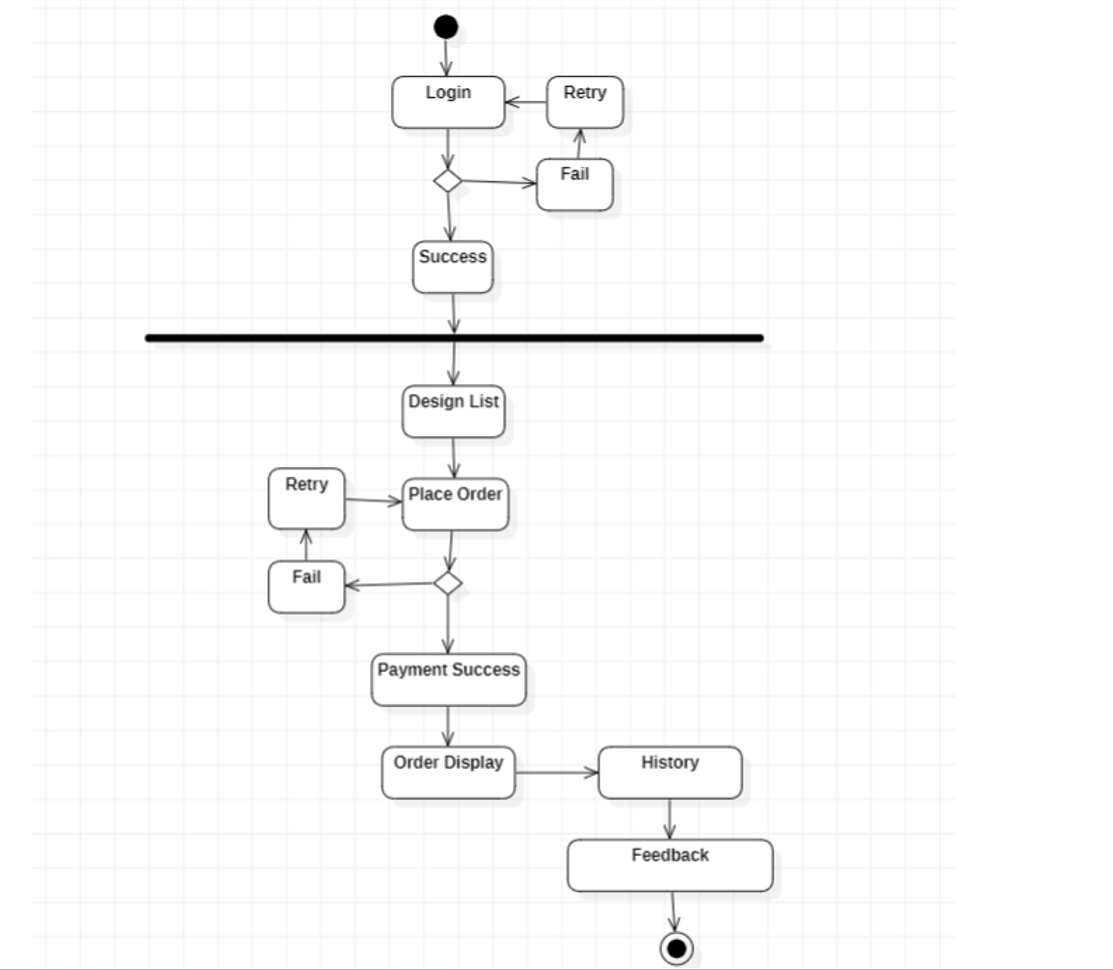 Login
Retry
Fail
Success
Design List
Retry
Place Order
Fail
Payment Success
Order Display
History
Feedback